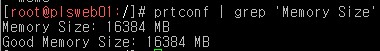 [root@plsweb01:/]# prtconf | grep 'Memory Size'
Memory Size: 16384 MB
Good Memory Size: 16384 MB